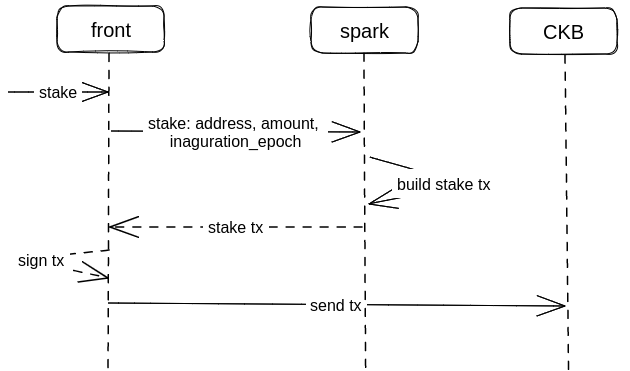 front
spark
CKB
stake
stake: address, amount,
inaguration_epoch
build stake tx
stake tx
sign tx
send tx